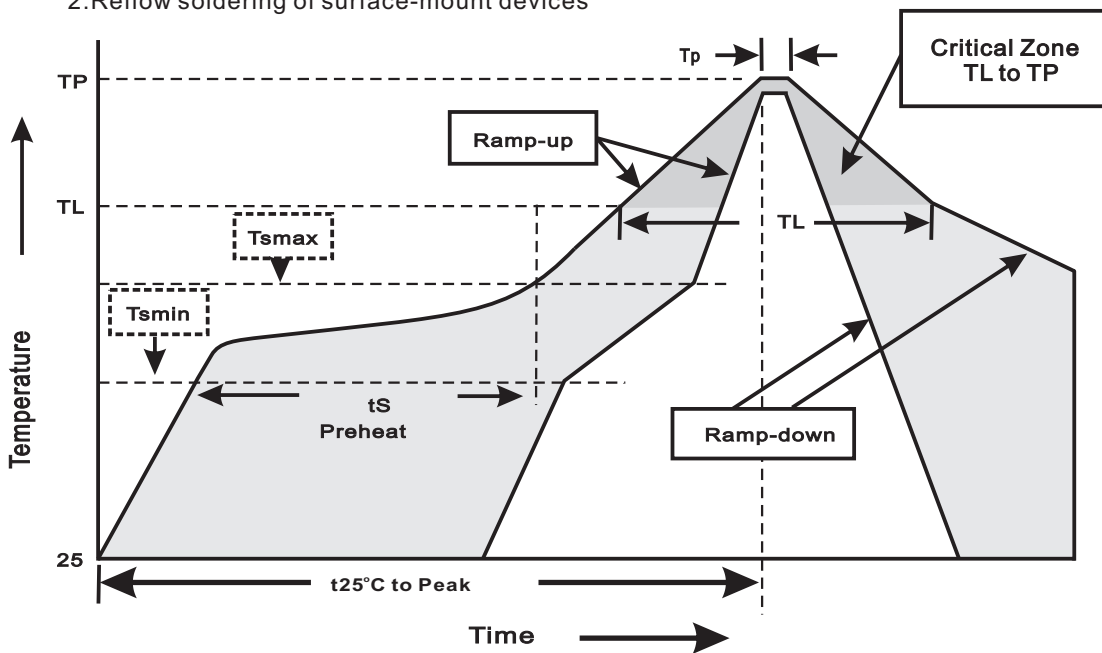 2.Reflow soldering of surface-mount devices
Tp
Critical Zone
TL to TP
TP
Ramp-up
TL
Tsmax
TL
Tsmin
Temperature
tS
Preheat
Ramp-down
25
t25°C to Peak
Time